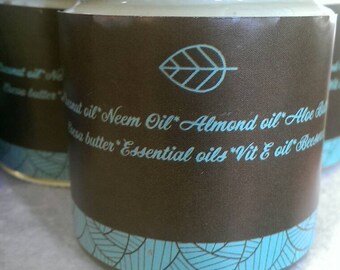 oil*Neem Oil*Almond oil*Aloe
butter*Essential oils*Vit E oil*